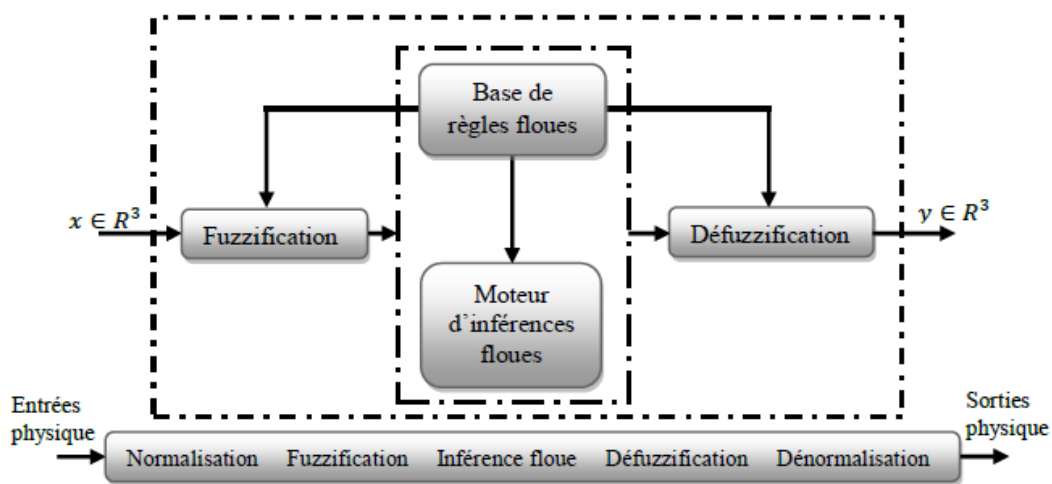 Base de
règles floues
x ∈ R³
Fuzzification
Défuzzification
y ∈ R³
Moteur
d'inférences
floues
Entrées
physique
Sorties
physique
Normalisation Fuzzification Inférence floue Défuzzification Dénormalisation